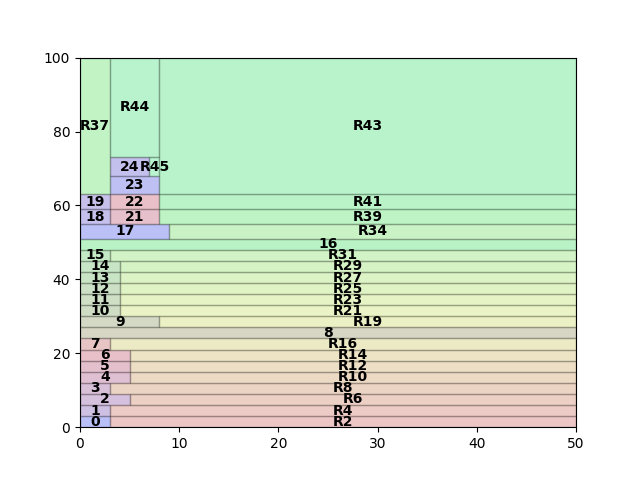 100
R44
R37 R43
80
24 R45
23
60 19 22 R41
18 21 R39
17 R34
16
15 R31
14 R29
40 13 R27
12 R25
11 R23
10 R21
9 R19
8
20 7 R16
6 R14
5 R12
4 R10
3 R8
2 R6
1 R4
0 0 R2
0 10 20 30 40 50